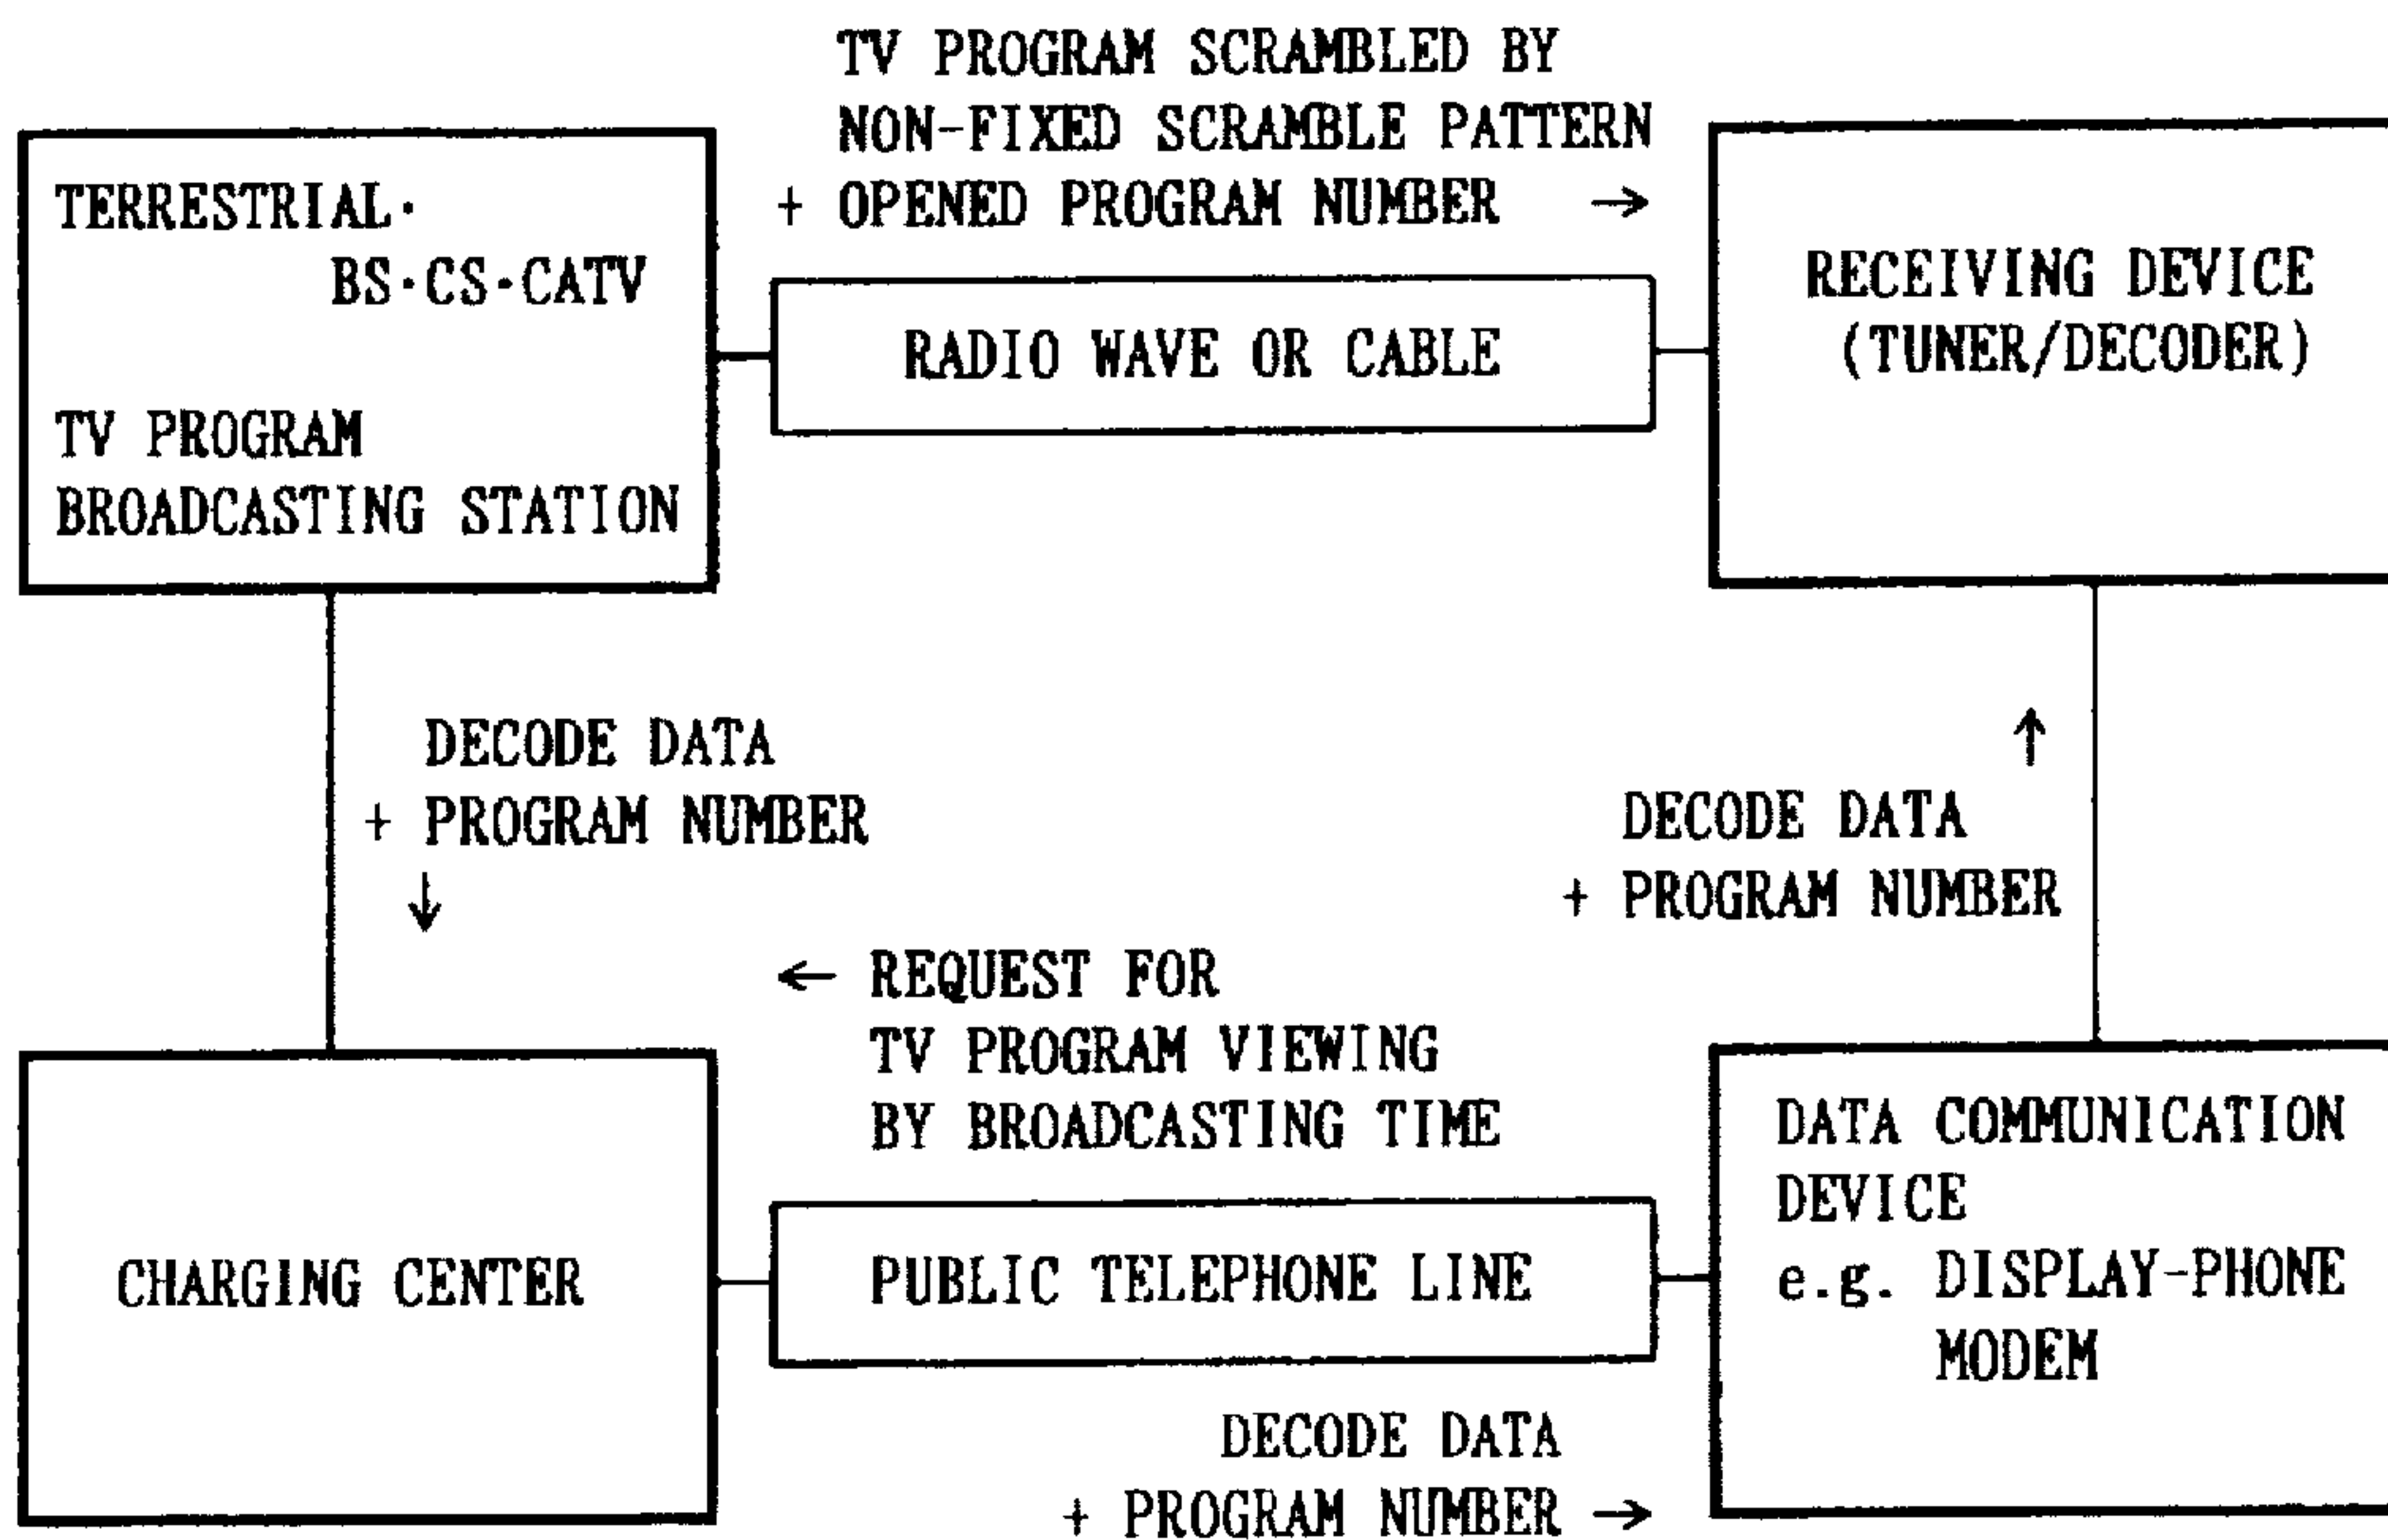 TV PROGRAM SCRAMBLED BY
NON-FIXED SCRAMBLE PATTERN
+ OPENED PROGRAM NUMBER →
TERRESTRIAL·
BS·CS·CATV
TV PROGRAM
BROADCASTING STATION
RADIO WAVE OR CABLE
RECEIVING DEVICE
(TUNER/DECODER)
DECODE DATA
+ PROGRAM NUMBER
↓
↑
DECODE DATA
+ PROGRAM NUMBER
← REQUEST FOR
TV PROGRAM VIEWING
BY BROADCASTING TIME
CHARGING CENTER
PUBLIC TELEPHONE LINE
DATA COMMUNICATION
DEVICE
e.g. DISPLAY-PHONE
MODEM
DECODE DATA
+ PROGRAM NUMBER →